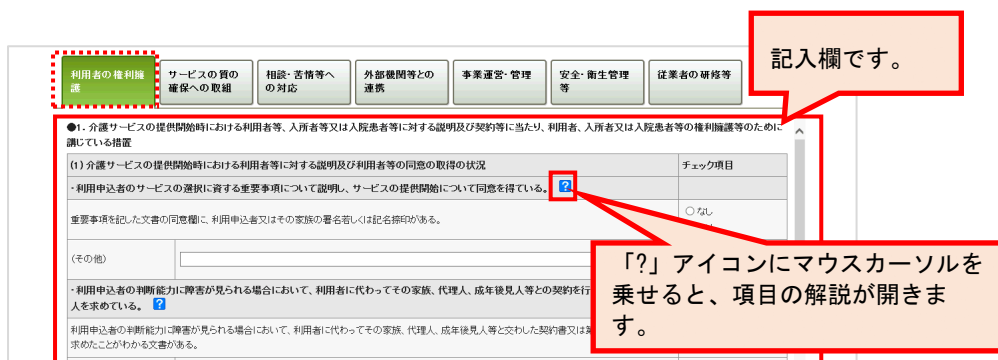 記入欄です。
利用者の権利擁
護
サービスの質の
確保への取組
相談・苦情等へ
の対応
外部機関等との
連携
事業運営・管理
安全・衛生管理
等
従業者の研修等
●1. 介護サービスの提供開始時における利用者等、入所者等又は入院患者等に対する説明及び契約等に当たり、利用者、入所者又は入院患者等の権利擁護等のために
講じている措置
(1) 介護サービスの提供開始時における利用者等に対する説明及び利用者等の同意の取得の状況
チェック項目
・利用申込者のサービスの選択に資する重要事項について説明し、サービスの提供開始について同意を得ている。 ?
重要事項を記した文書の同意欄に、利用申込者又はその家族の署名若しくは記名捺印がある。
なし
(その他)
「?」アイコンにマウスカーソルを
乗せると、項目の解説が開きま
す。
・利用申込者の判断能力に障害が見られる場合において、利用者に代わってその家族、代理人、成年後見人等との契約を行
人を求めている。 ?
利用申込者の判断能力に障害が見られる場合において、利用者に代わってその家族、代理人、成年後見人等と交わした契約書又は
求めたことがわかる文書がある。